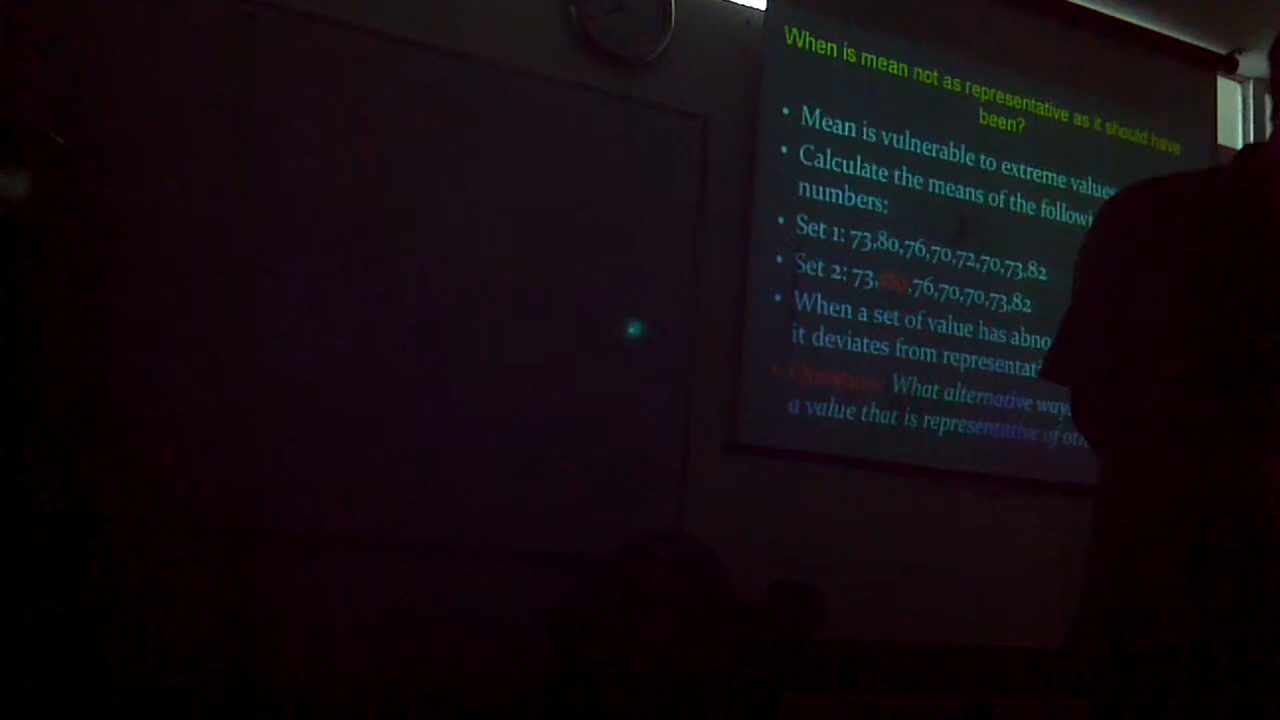 When is mean not as representative as it should have
been?
• Mean is vulnerable to extreme values
• Calculate the means of the followi
numbers:
• Set 1: 73,80,76,70,72,70,73,82
• Set 2: 73, ,76,70,70,73,82
• When a set of value has abno
it deviates from representati
• Question: What alternative way
a value that is representative of